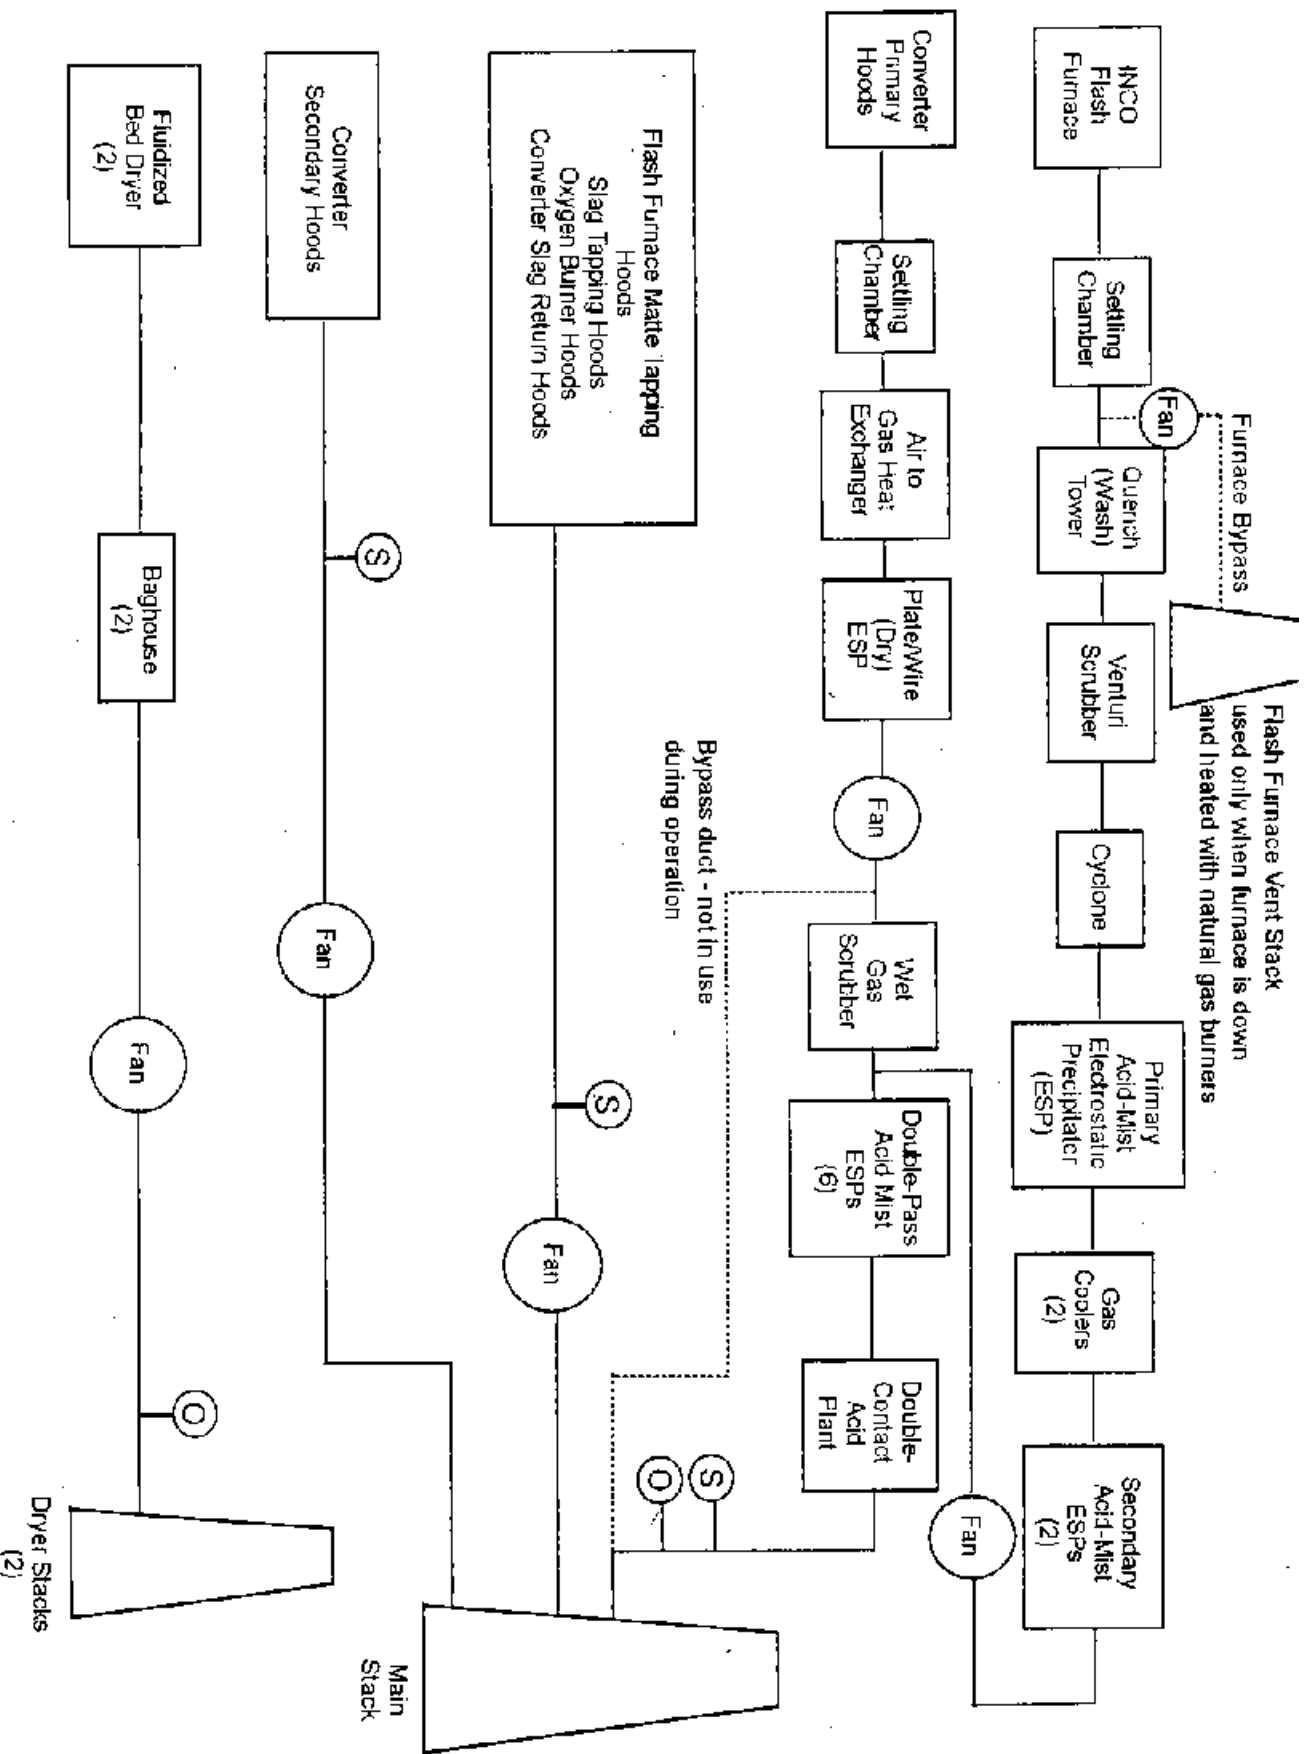 Furnace Bypass
Flash Furnace Vent Stack
used only when furnace is down
and heated with natural gas burners
INCO
Flash
Furnace
Settling
Chamber
Fan
Quench
(Wash)
Tower
Venturi
Scrubber
Cyclone
Primary
Acid-Mist
Electrostatic
Precipitator
(ESP)
Gas
Coolers
(2)
Secondary
Acid-Mist
ESPs
(2)
Fan
Converter
Primary
Hoods
Settling
Chamber
Air to
Gas Heat
Exchanger
Plate/Wire
(Dry)
ESP
Fan
Wet
Gas
Scrubber
Double-Pass
Acid Mist
ESPs
(6)
Double-
Contact
Acid
Plant
S
O
Bypass duct - not in use
during operation
Flash Furnace Matte Tapping
Hoods
Slag Tapping Hoods
Oxygen Burner Hoods
Converter Slag Return Hoods
S
Fan
Converter
Secondary Hoods
S
Fan
Main
Stack
Fluidized
Bed Dryer
(2)
Baghouse
(2)
Fan
O
Dryer Stacks
(2)